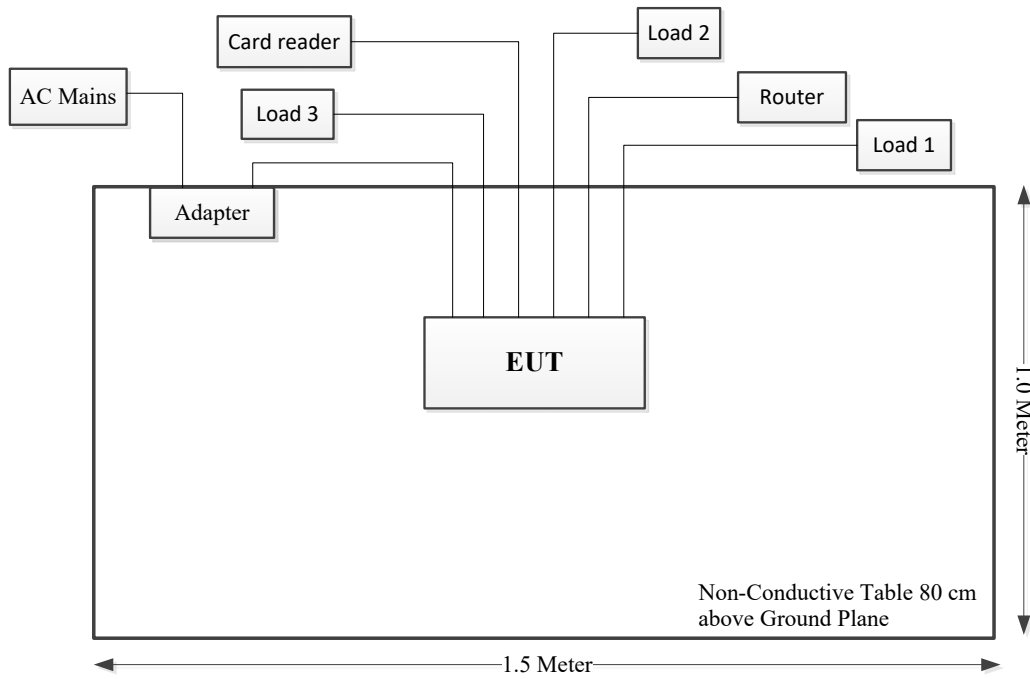 Card reader
Load 2
AC Mains
Load 3
Router
Load 1
Adapter
EUT
1.0 Meter
Non-Conductive Table 80 cm
above Ground Plane
1.5 Meter